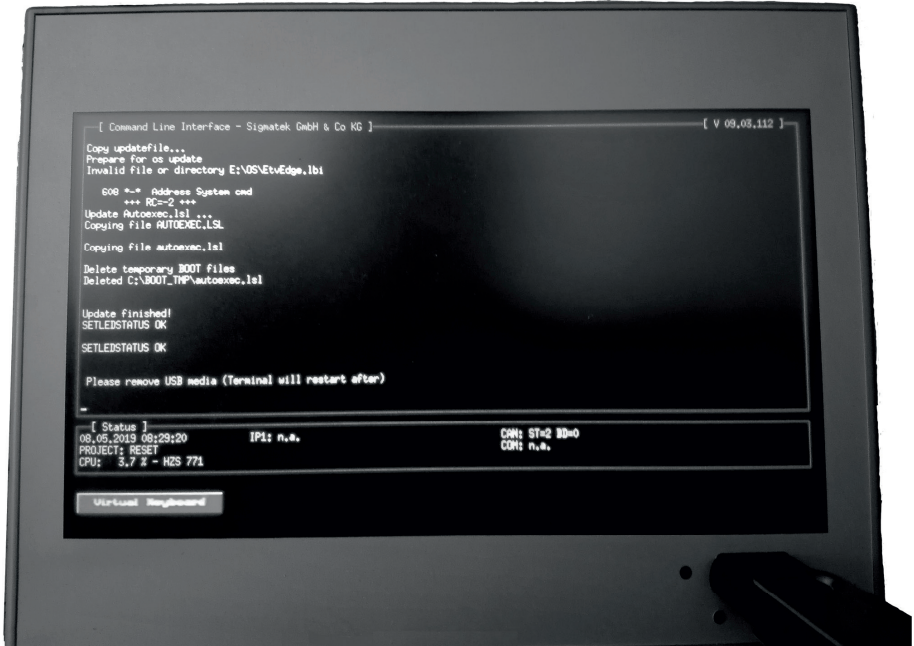 [ Command Line Interface - Sigmatek GmbH & Co KG ] [ V 09.03.112 ]
Copy updatefile...
Prepare for os update
Invalid file or directory E:\OS\EtvEdge.lbi
608 *-* Address System cmd
+++ RC=-2 +++
Update Autoexec.lsl ...
Copying file AUTOEXEC.LSL
Copying file autoexec.lsl
Delete temporary BOOT files
Deleted C:\BOOT_TMP\autoexec.lsl
Update finished!
SETLEDSTATUS OK
SETLEDSTATUS OK
Please remove USB media (Terminal will restart after)
[ Status ]
08.05.2019 08:29:20 IP1: n.a. CAN: ST=2 BD=0
PROJECT: RESET COM: n.a.
CPU: 3.7 % - HZS 771
Virtual Keyboard